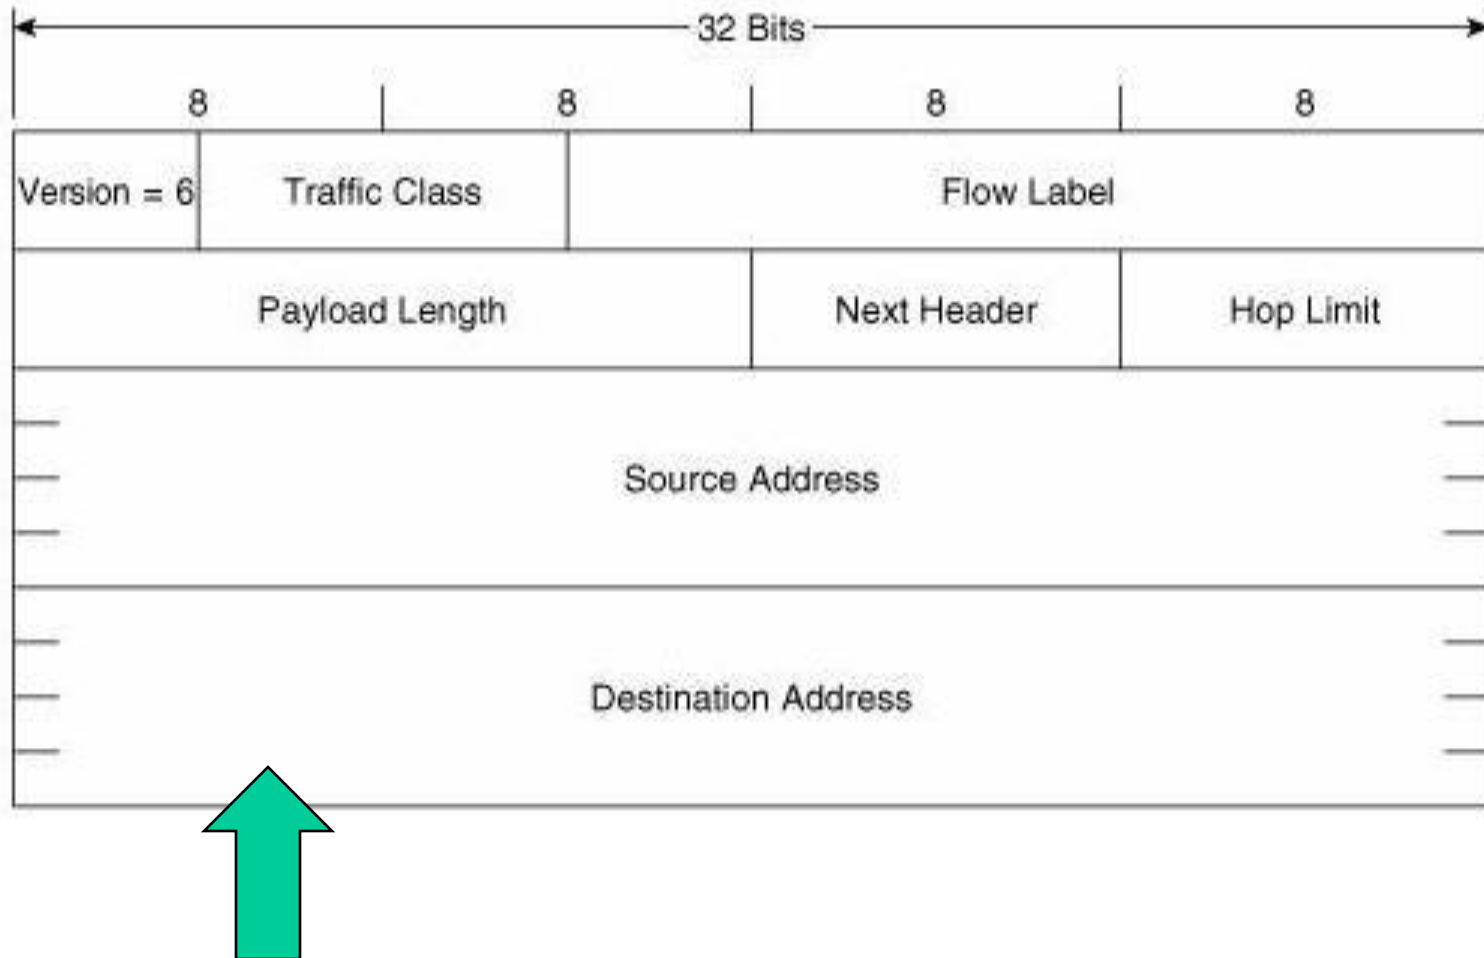 32 Bits
8 8 8 8
Version = 6 Traffic Class Flow Label
Payload Length Next Header Hop Limit
Source Address
Destination Address